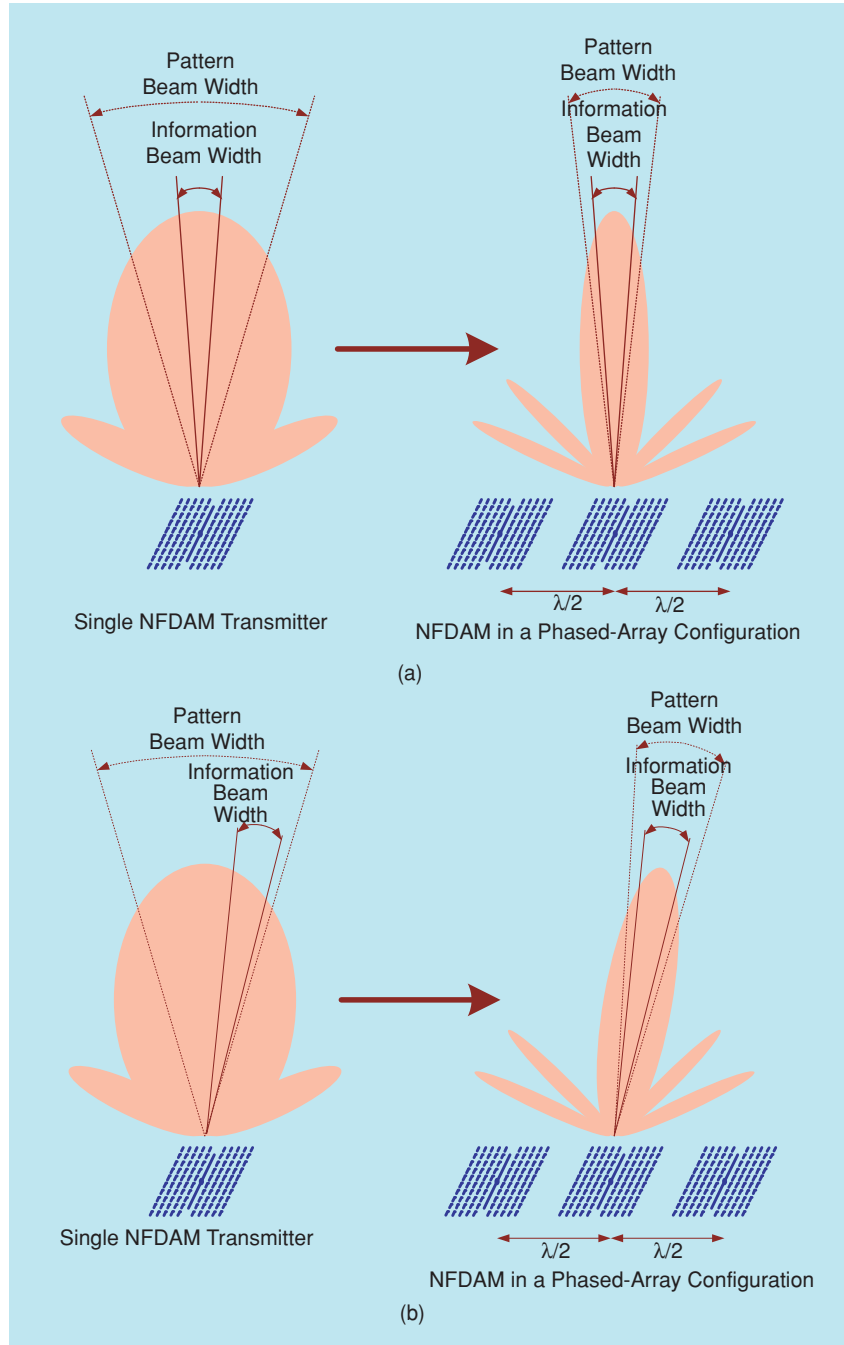 Pattern
Beam Width
Information
Beam Width
Pattern
Beam Width
Information
Beam
Width
λ/2
λ/2
Single NFDAM Transmitter
NFDAM in a Phased-Array Configuration
(a)
Pattern
Beam Width
Information
Beam
Width
Pattern
Beam Width
Information
Beam
Width
Single NFDAM Transmitter
λ/2
λ/2
NFDAM in a Phased-Array Configuration
(b)